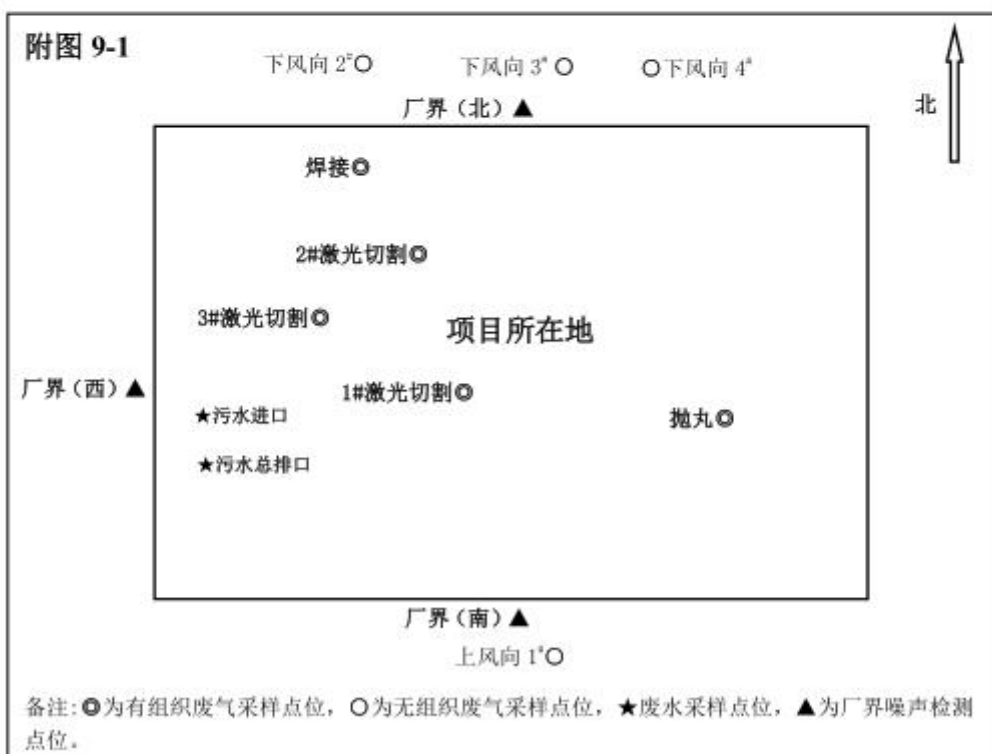 附图 9-1
下风向 2#○ 下风向 3#○ ○下风向 4#
厂界（北）▲
北
焊接◎
2#激光切割◎
3#激光切割◎
项目所在地
厂界（西）▲
1#激光切割◎
★污水进口
抛丸◎
★污水总排口
厂界（南）▲
上风向 1#○
备注:◎为有组织废气采样点位，○为无组织废气采样点位，★废水采样点位，▲为厂界噪声检测
点位。